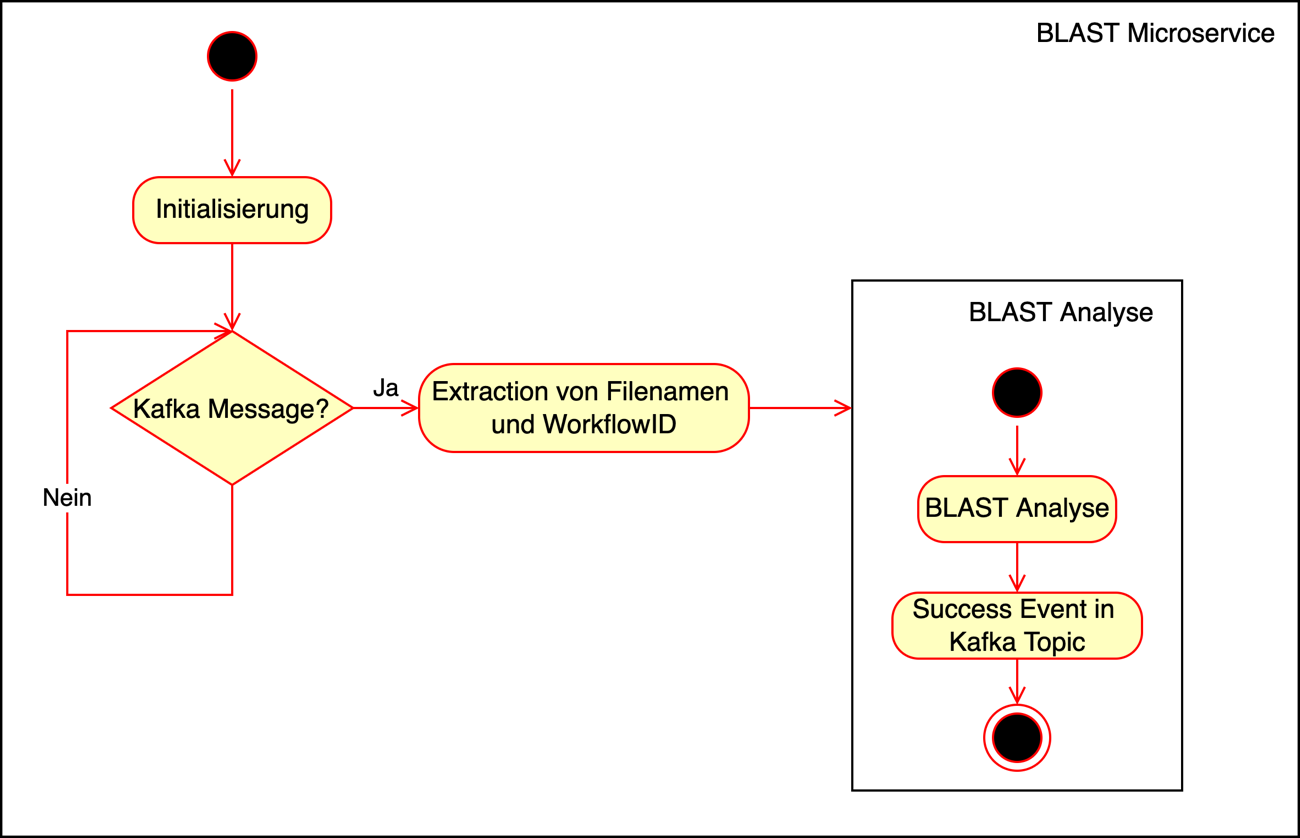 BLAST Microservice
Initialisierung
BLAST Analyse
Kafka Message?
Ja
Extraction von Filenamen
und WorkflowID
Nein
BLAST Analyse
Success Event in
Kafka Topic